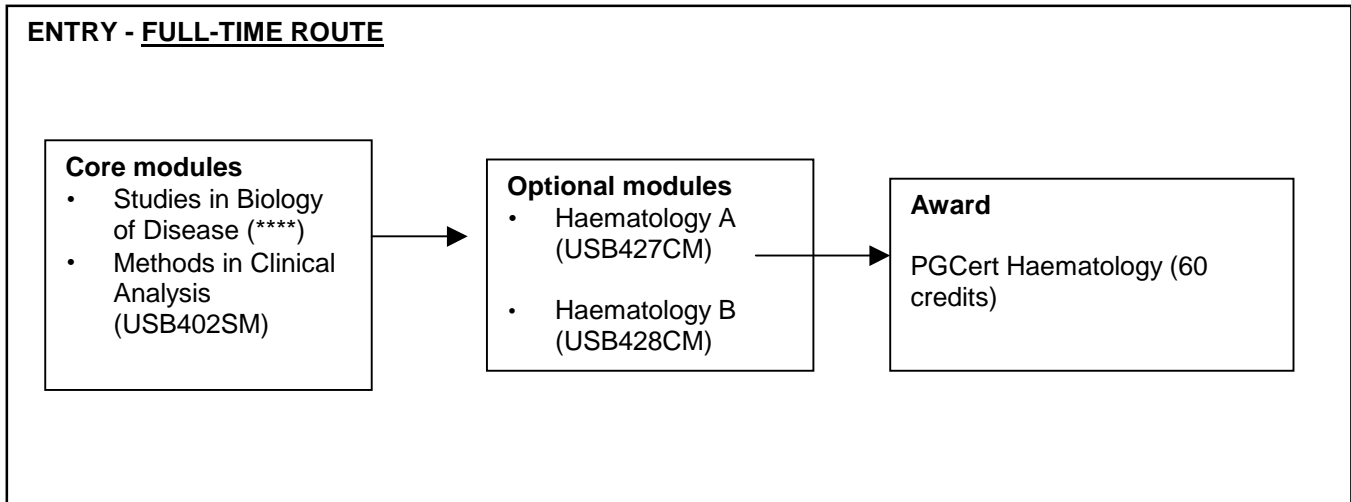 ENTRY - FULL-TIME ROUTE
Core modules
• Studies in Biology
of Disease (****)
• Methods in Clinical
Analysis
(USB402SM)
Optional modules
• Haematology A
(USB427CM)
• Haematology B
(USB428CM)
Award
PGCert Haematology (60
credits)